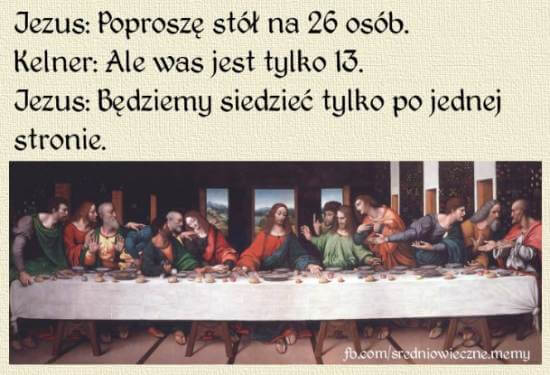 Jezus: Poproszę stół na 26 osób.
Kelner: Ale was jest tylko 13.
Jezus: Będziemy siedzieć tylko po jednej
stronie.
fb.com/sredniowieczne.memy